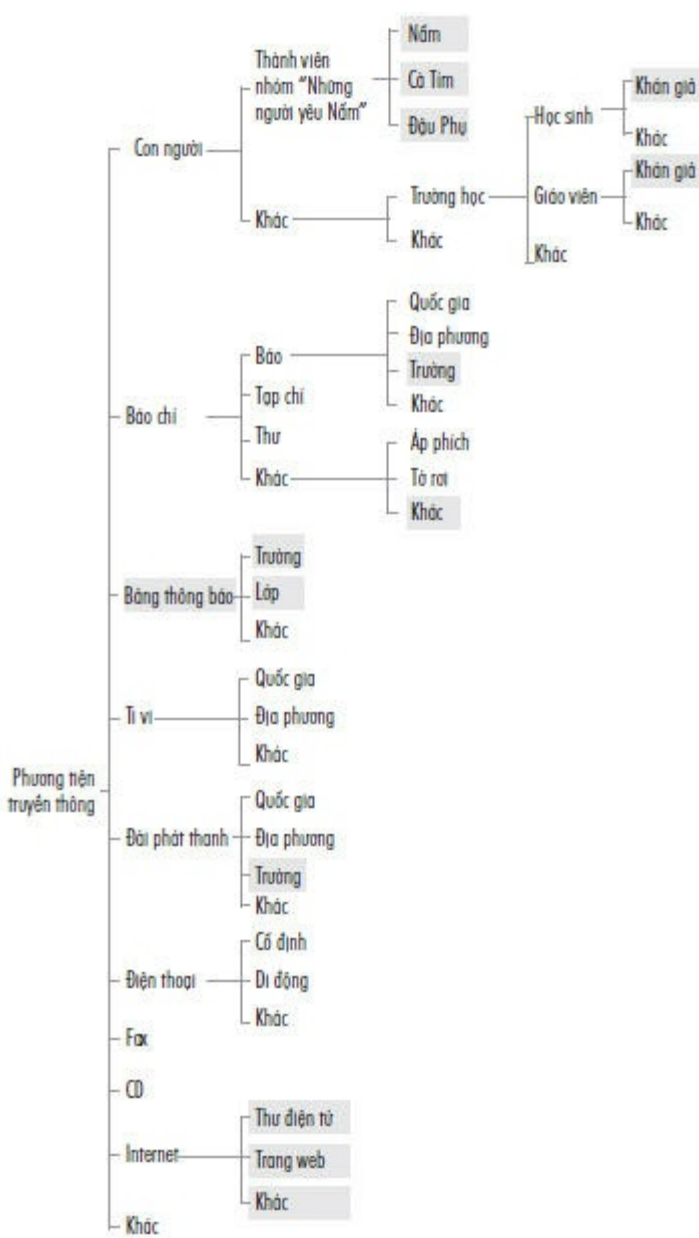 Nấm
Thành viên
nhóm "Những
người yêu Nấm"
Cà Tím
Đậu Phụ
Con người
Khác
Trường học
Khác
Học sinh
Khán giả
Khác
Giáo viên
Khán giả
Khác
Khác
Báo chí
Báo
Quốc gia
Địa phương
Trường
Khác
Tạp chí
Thư
Khác
Áp phích
Tờ rơi
Khác
Bảng thông báo
Trường
Lớp
Khác
Ti vi
Quốc gia
Địa phương
Khác
Phương tiện
truyền thông
Đài phát thanh
Quốc gia
Địa phương
Trường
Khác
Điện thoại
Cố định
Di động
Khác
Fax
CD
Internet
Thư điện tử
Trang web
Khác
Khác